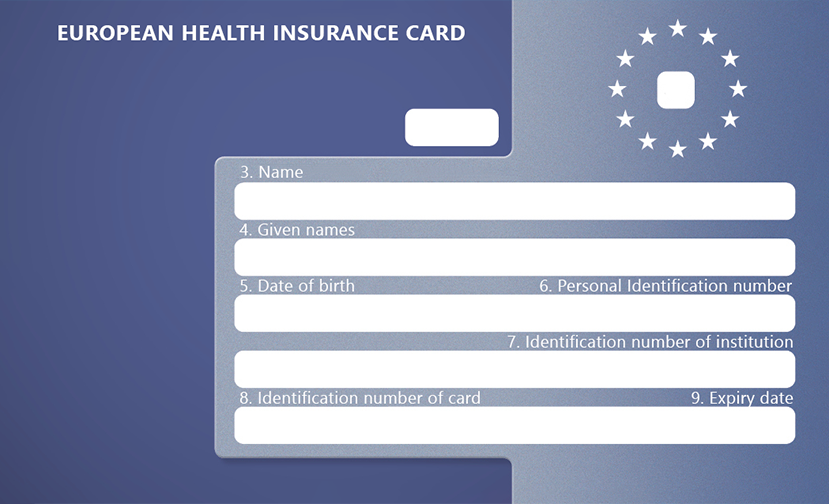 EUROPEAN HEALTH INSURANCE CARD
3. Name
4. Given names
5. Date of birth 6. Personal Identification number
7. Identification number of institution
8. Identification number of card 9. Expiry date